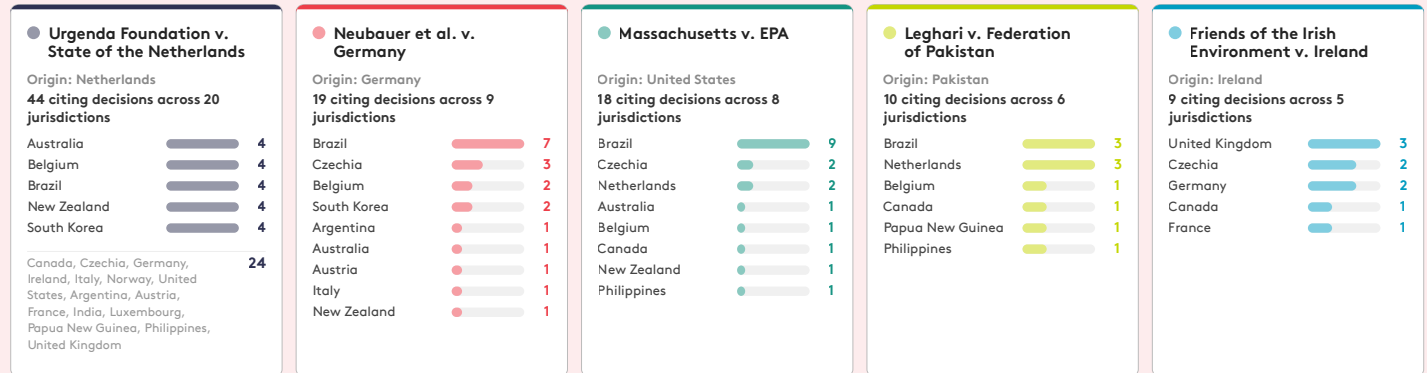 Urgenda Foundation v.
State of the Netherlands
Origin: Netherlands
44 citing decisions across 20
jurisdictions
Australia 4
Belgium 4
Brazil 4
New Zealand 4
South Korea 4
Canada, Czechia, Germany, 24
Ireland, Italy, Norway, United
States, Argentina, Austria,
France, India, Luxembourg,
Papua New Guinea, Philippines,
United Kingdom
Neubauer et al. v.
Germany
Origin: Germany
19 citing decisions across 9
jurisdictions
Brazil 7
Czechia 3
Belgium 2
South Korea 2
Argentina 1
Australia 1
Austria 1
Italy 1
New Zealand 1
Massachusetts v. EPA
Origin: United States
18 citing decisions across 8
jurisdictions
Brazil 9
Czechia 2
Netherlands 2
Australia 1
Belgium 1
Canada 1
New Zealand 1
Philippines 1
Leghari v. Federation
of Pakistan
Origin: Pakistan
10 citing decisions across 6
jurisdictions
Brazil 3
Netherlands 3
Belgium 1
Canada 1
Papua New Guinea 1
Philippines 1
Friends of the Irish
Environment v. Ireland
Origin: Ireland
9 citing decisions across 5
jurisdictions
United Kingdom 3
Czechia 2
Germany 2
Canada 1
France 1